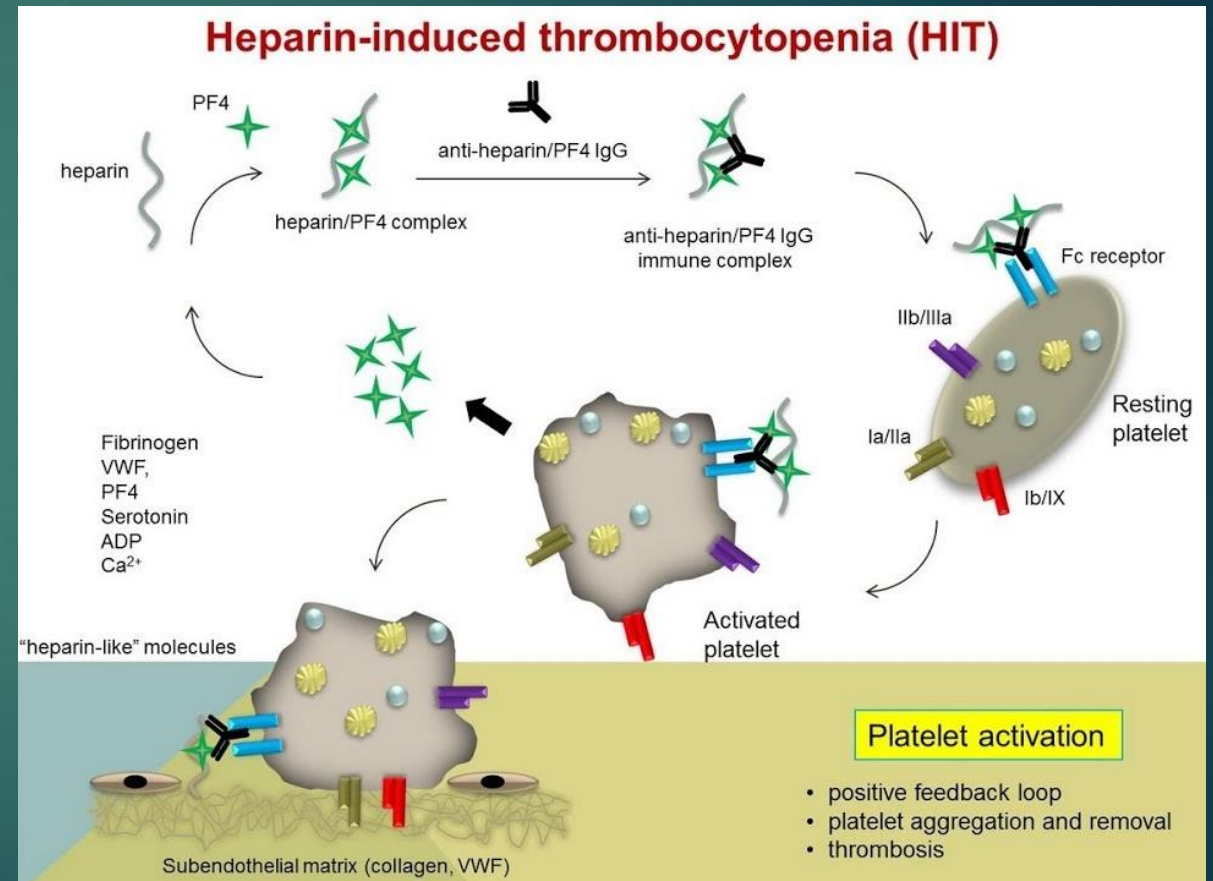 Heparin-induced thrombocytopenia (HIT)
PF4
heparin
anti-heparin/PF4 IgG
heparin/PF4 complex
anti-heparin/PF4 IgG
immune complex
Fc receptor
IIb/IIIa
Resting
platelet
Ia/IIa
Ib/IX
Fibrinogen
VWF,
PF4
Serotonin
ADP
Ca²⁺
Activated
platelet
"heparin-like" molecules
Platelet activation
• positive feedback loop
• platelet aggregation and removal
• thrombosis
Subendothelial matrix (collagen, VWF)